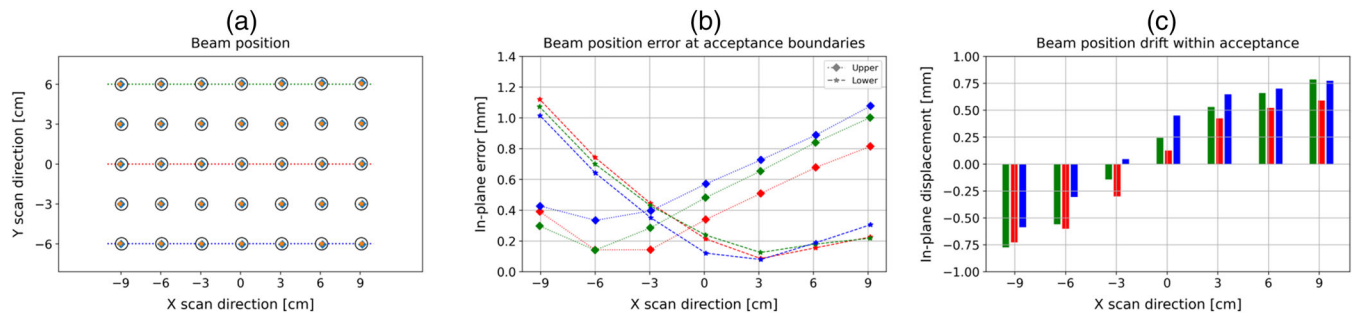 (a)
Beam position
Y scan direction [cm]
6
3
0
−3
−6
−9 −6 −3 0 3 6 9
X scan direction [cm]
(b)
Beam position error at acceptance boundaries
In-plane error [mm]
1.4
1.2
1.0
0.8
0.6
0.4
0.2
0.0
Upper
Lower
−9 −6 −3 0 3 6 9
X scan direction [cm]
(c)
Beam position drift within acceptance
In-plane displacement [mm]
1.00
0.75
0.50
0.25
0.00
−0.25
−0.50
−0.75
−1.00
−9 −6 −3 0 3 6 9
X scan direction [cm]